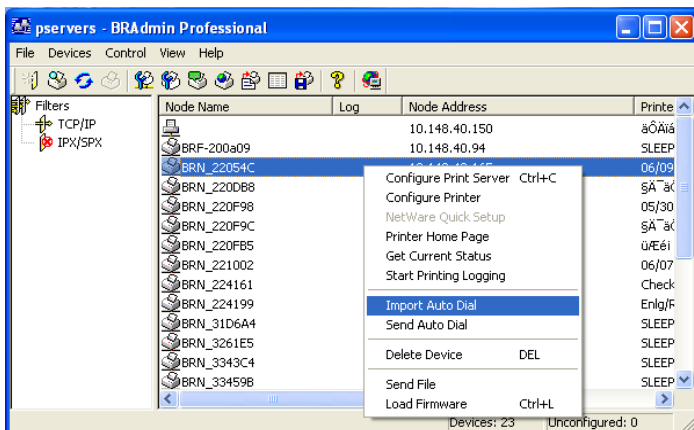 pservers - BRAdmin Professional
File Devices Control View Help
Filters
TCP/IP
IPX/SPX
Node Name Log Node Address Printe
10.148.40.150 äÔÄïá
BRF-200a09 10.148.40.94 SLEEP
BRN_22054C 06/09
BRN_220DB8
BRN_220F98 05/30
BRN_220F9C
BRN_220FB5 üÆéi
BRN_221002 06/07
BRN_224161 Check
BRN_224199 Enlg/R
BRN_31D6A4 SLEEP
BRN_3261E5 SLEEP
BRN_3343C4 SLEEP
BRN_33459B SLEEP
Configure Print Server Ctrl+C
Configure Printer
NetWare Quick Setup
Printer Home Page
Get Current Status
Start Printing Logging
Import Auto Dial
Send Auto Dial
Delete Device DEL
Send File
Load Firmware Ctrl+L
Devices: 23 Unconfigured: 0